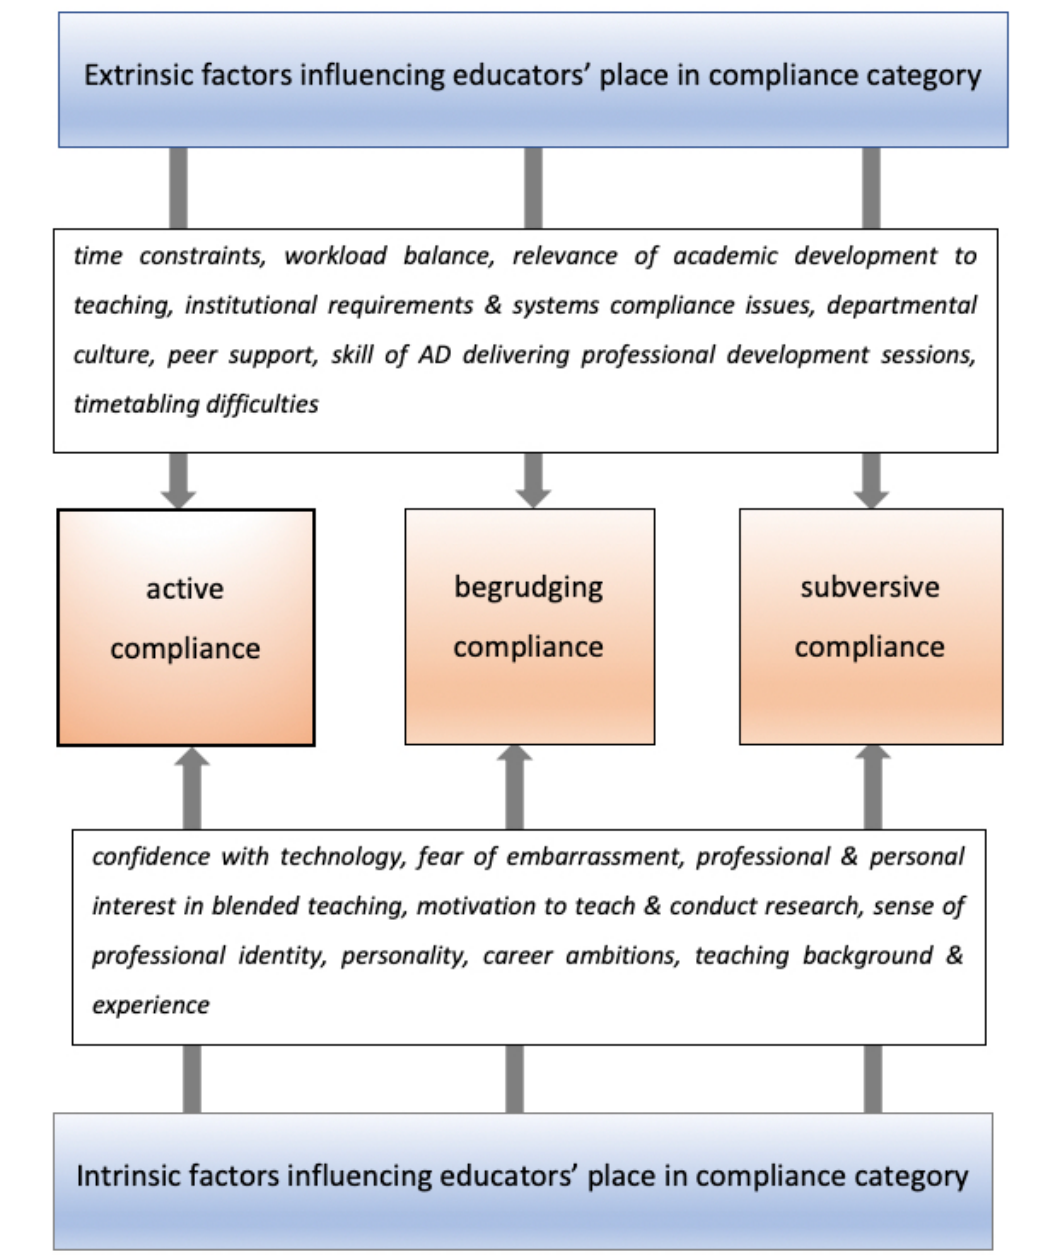 Extrinsic factors influencing educators’ place in compliance category
time constraints, workload balance, relevance of academic development to
teaching, institutional requirements & systems compliance issues, departmental
culture, peer support, skill of AD delivering professional development sessions,
timetabling difficulties
active
compliance
begrudging
compliance
subversive
compliance
confidence with technology, fear of embarrassment, professional & personal
interest in blended teaching, motivation to teach & conduct research, sense of
professional identity, personality, career ambitions, teaching background &
experience
Intrinsic factors influencing educators’ place in compliance category